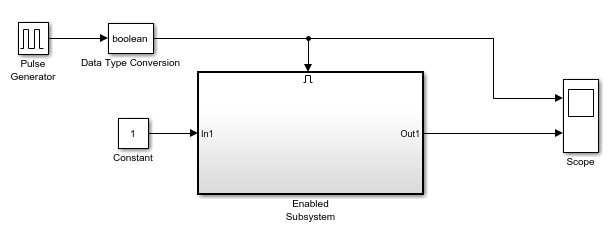 boolean
Pulse
Generator
Data Type Conversion
1
Constant
In1
Out1
Enabled
Subsystem
Scope